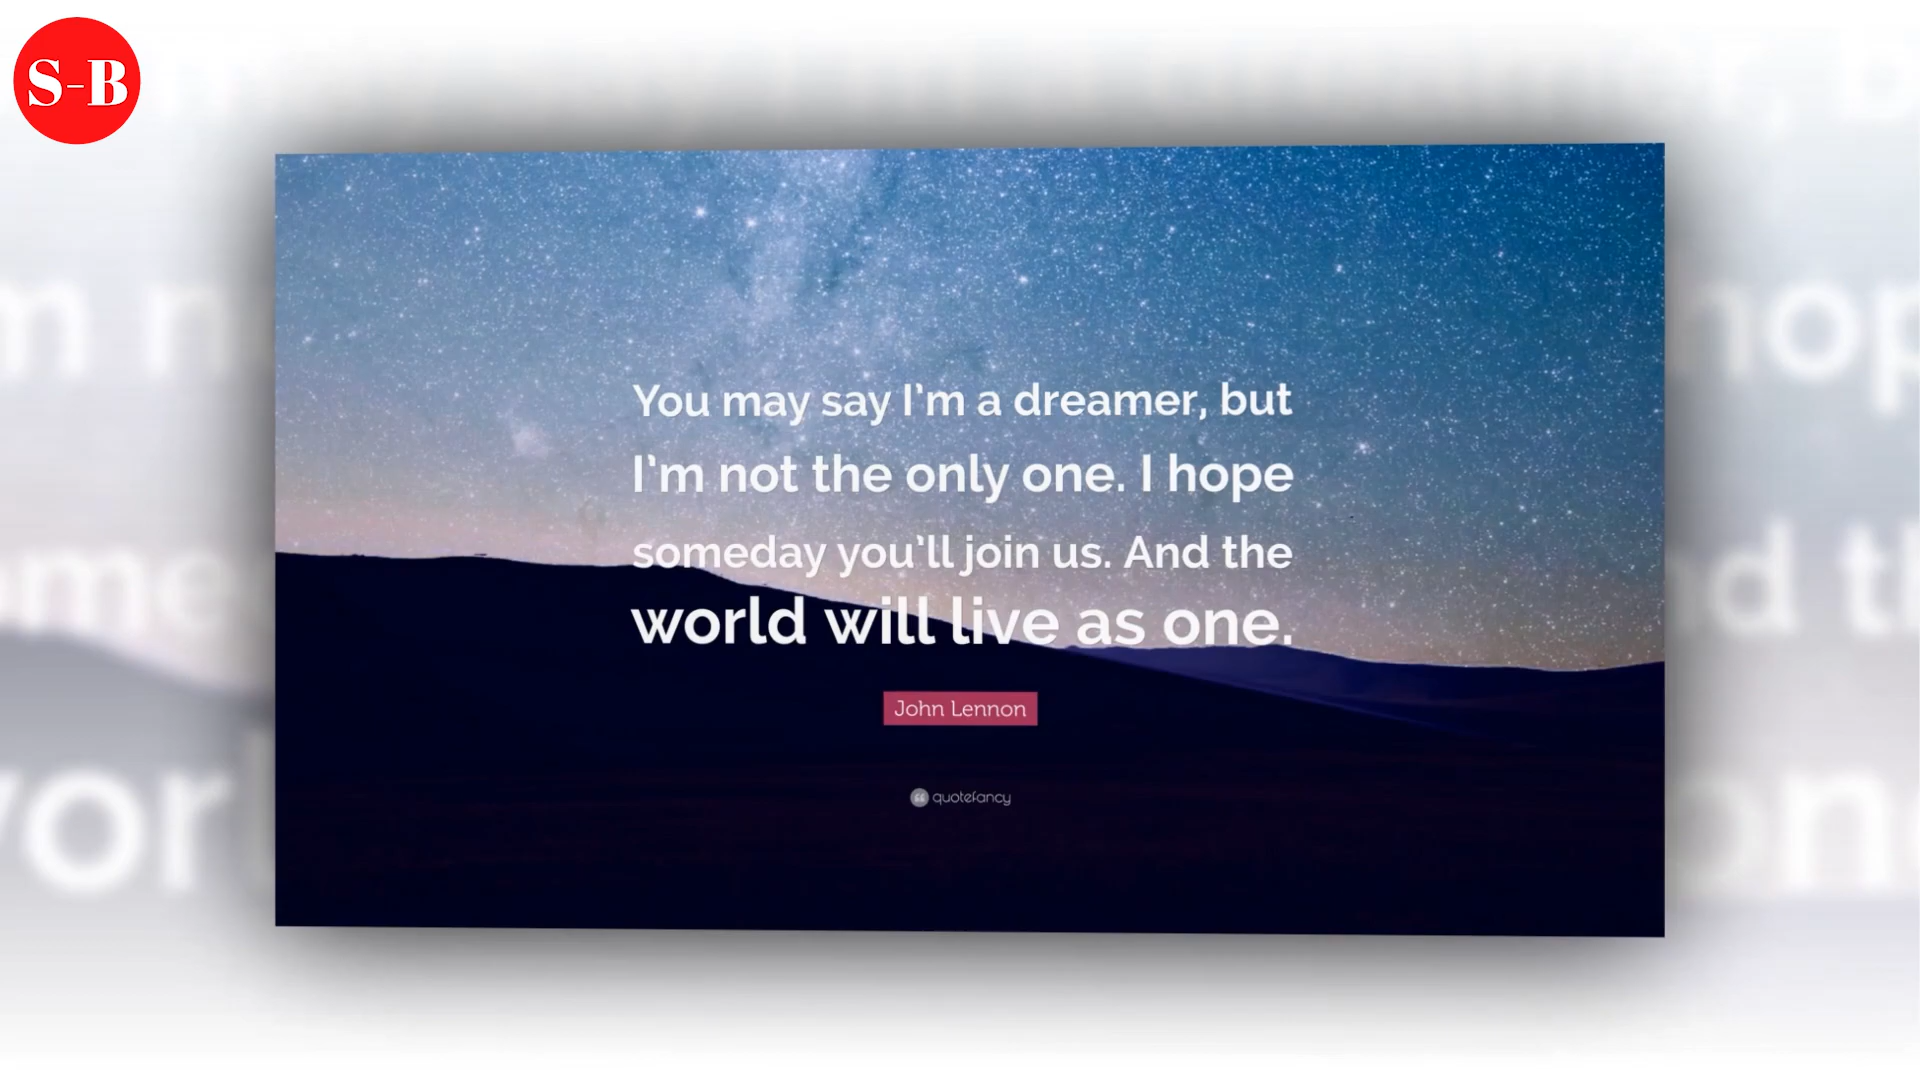 S-B
You may say I'm a dreamer, but
I'm not the only one. I hope
someday you'll join us. And the
world will live as one.
John Lennon
quotefancy